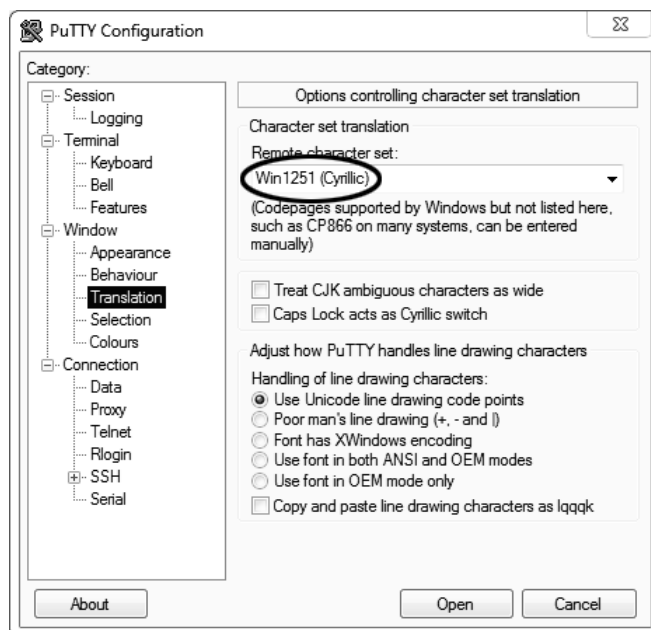 PuTTY Configuration
Category:
Session
Logging
Terminal
Keyboard
Bell
Features
Window
Appearance
Behaviour
Translation
Selection
Colours
Connection
Data
Proxy
Telnet
Rlogin
SSH
Serial
Options controlling character set translation
Character set translation
Remote character set:
Win1251 (Cyrillic)
(Codepages supported by Windows but not listed here,
such as CP866 on many systems, can be entered
manually)
Treat CJK ambiguous characters as wide
Caps Lock acts as Cyrillic switch
Adjust how PuTTY handles line drawing characters
Handling of line drawing characters:
Use Unicode line drawing code points
Poor man's line drawing (+, - and |)
Font has XWindows encoding
Use font in both ANSI and OEM modes
Use font in OEM mode only
Copy and paste line drawing characters as lqqqk
About
Open
Cancel